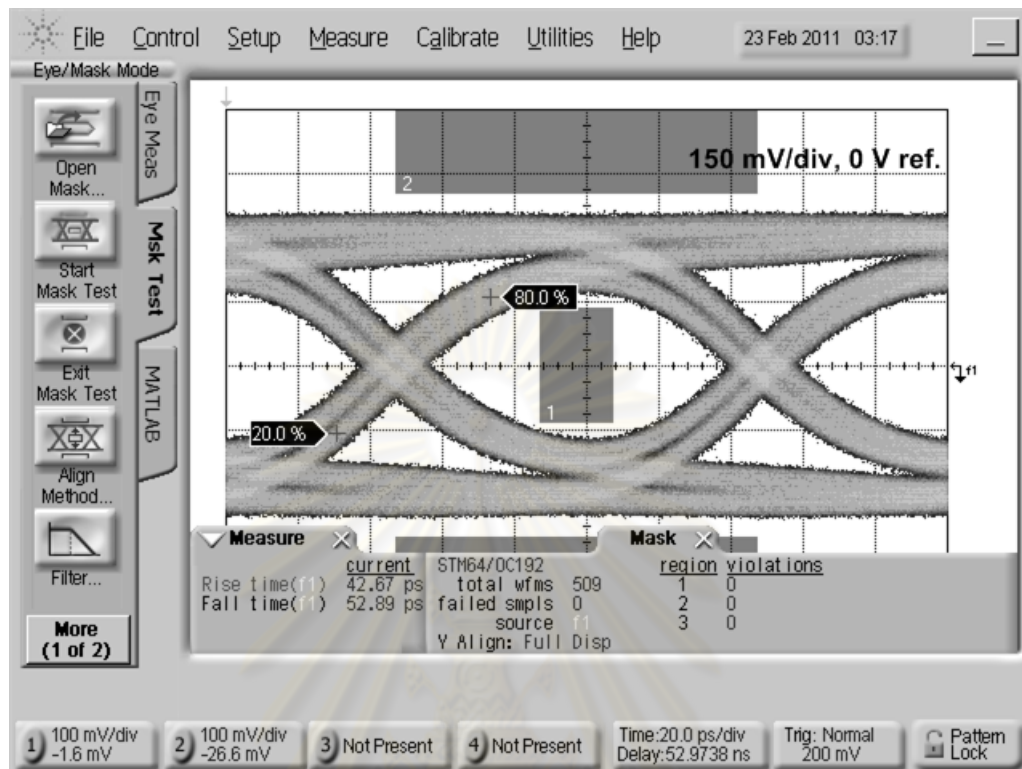 File Control Setup Measure Calibrate Utilities Help 23 Feb 2011 03:17
Eye/Mask Mode
Open
Mask...
Start
Mask Test
Exit
Mask Test
Align
Method...
Filter...
More
(1 of 2)
Eye Meas
Msk Test
MATLAB
150 mV/div, 0 V ref.
2
80.0 %
f1
1
20.0 %
Measure
current
Rise time(f1) 42.67 ps
Fall time(f1) 52.89 ps
Mask
STM64/OC192 region violations
total wfms 509 1 0
failed smpls 0 2 0
source f1 3 0
Y Align: Full Disp
1) 100 mV/div
-1.6 mV
2) 100 mV/div
-26.6 mV
3) Not Present
4) Not Present
Time:20.0 ps/div
Delay:52.9738 ns
Trig: Normal
200 mV
Pattern
Lock